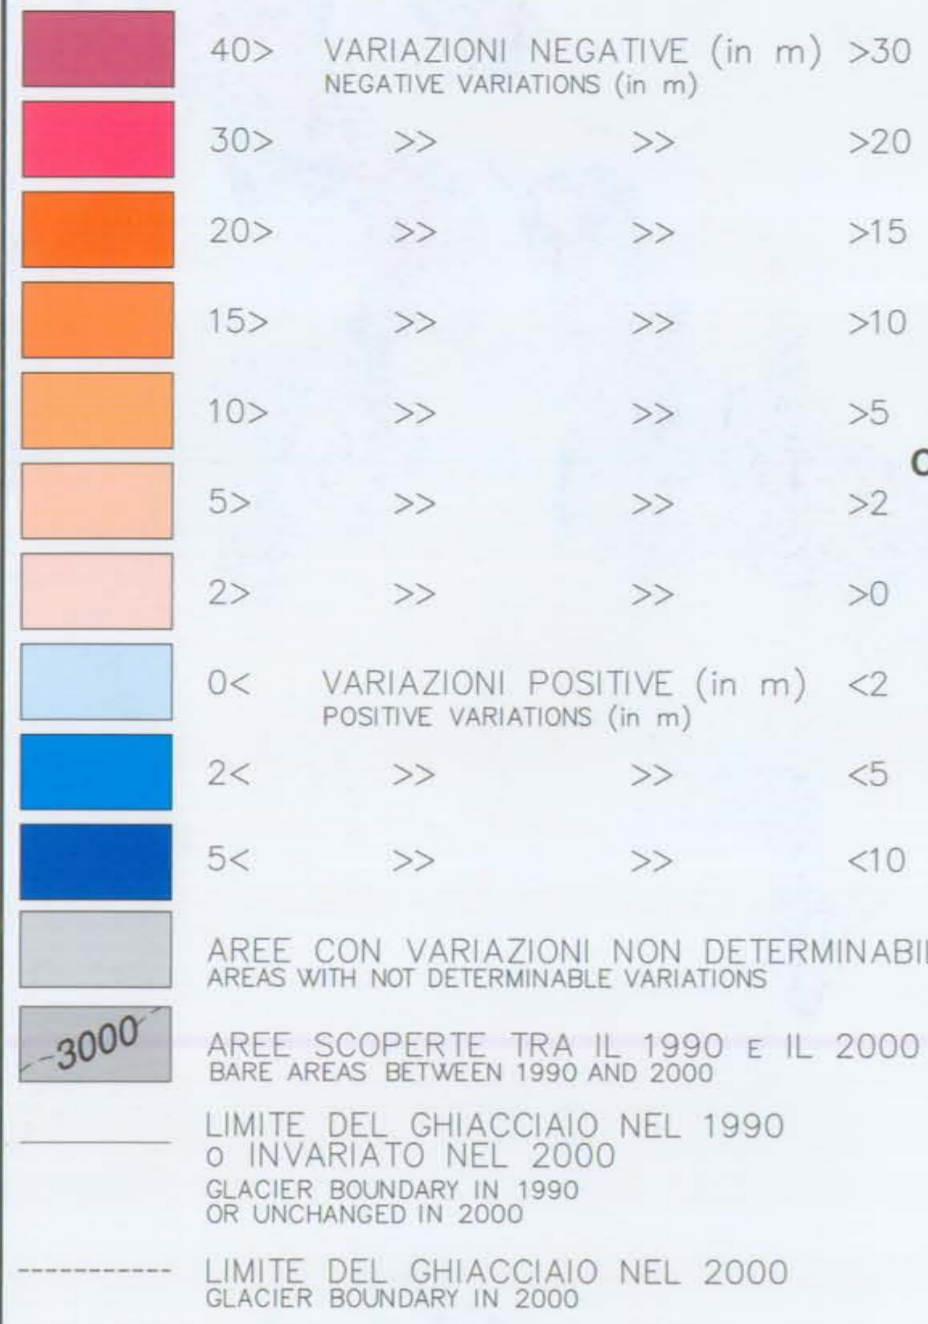 40> VARIAZIONI NEGATIVE (in m) >30
NEGATIVE VARIATIONS (in m)
30> >> >> >20
20> >> >> >15
15> >> >> >10
10> >> >> >5
5> >> >> >2
2> >> >> >0
0< VARIAZIONI POSITIVE (in m) <2
POSITIVE VARIATIONS (in m)
2< >> >> <5
5< >> >> <10
AREE CON VARIAZIONI NON
AREAS WITH NOT DETERMINABLE VARIATIONS
-3000- AREE SCOPERTE TRA IL 1990 E IL 2000
BARE AREAS BETWEEN 1990 AND 2000
LIMITE DEL GHIACCIAIO NEL 1990
o INVARIATO NEL 2000
GLACIER BOUNDARY IN 1990
OR UNCHANGED IN 2000
LIMITE DEL GHIACCIAIO NEL 2000
GLACIER BOUNDARY IN 2000